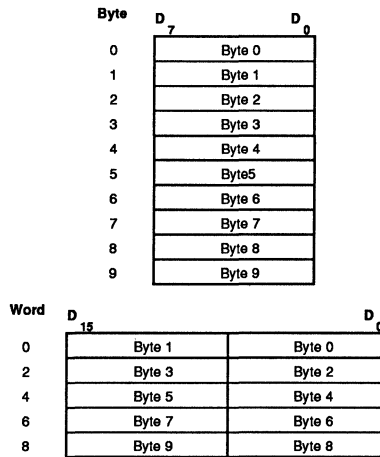 Byte D7 D0
0 Byte 0
1 Byte 1
2 Byte 2
3 Byte 3
4 Byte 4
5 Byte5
6 Byte 6
7 Byte 7
8 Byte 8
9 Byte 9
Word D15 D0
0 Byte 1 Byte 0
2 Byte 3 Byte 2
4 Byte 5 Byte 4
6 Byte 7 Byte 6
8 Byte 9 Byte 8